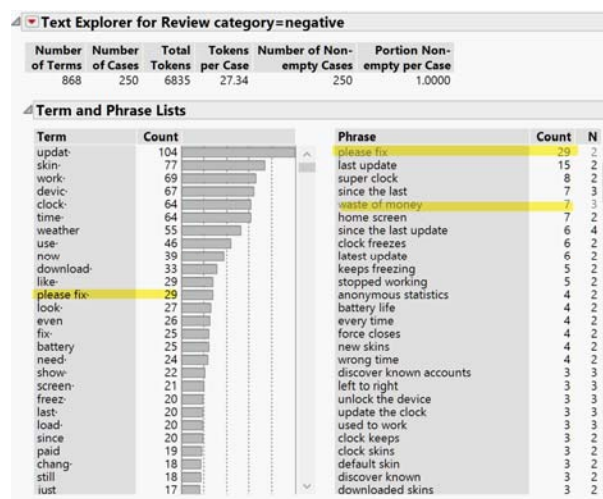 Text Explorer for Review category=negative
Number Number Total Tokens Number of Non- Portion Non-
of Terms of Cases Tokens per Case empty Cases empty per Case
868 250 6835 27.34 250 1.0000
Term and Phrase Lists
Term Count Phrase Count N
updat· 104 please fix 29 2
skin· 77 last update 15 2
work· 69 super clock 8 2
devic· 67 since the last 7 3
clock· 64 waste of money 7 3
time· 64 home screen 7 2
weather 55 since the last update 6 4
use· 46 clock freezes 6 2
now 39 latest update 6 2
download· 33 keeps freezing 5 2
like· 29 stopped working 5 2
please fix· 29 anonymous statistics 4 2
look· 27 battery life 4 2
even 26 every time 4 2
fix· 25 force closes 4 2
battery 25 new skins 4 2
need· 24 wrong time 4 2
show· 22 discover known accounts 3 3
screen· 21 left to right 3 3
freez· 20 unlock the device 3 3
last· 20 update the clock 3 3
load· 20 used to work 3 3
since 20 clock keeps 3 2
paid 19 clock skins 3 2
chang· 18 default skin 3 2
still 18 discover known 3 2
just 17 downloaded skins 3 2